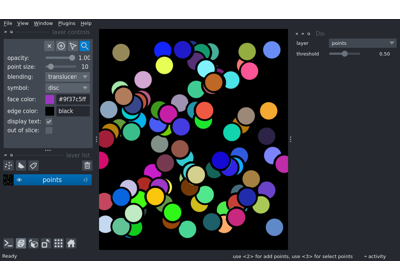 File View Window Plugins Help
layer controls
opacity: 1.00
point size: 10
blending: translucen
symbol: disc
face color: #9f37c5ff
edge color: black
display text:
out of slice:
layer list
points
Do
layer points
threshold 0.50
Ready use <2> for add points, use <3> for select points activity